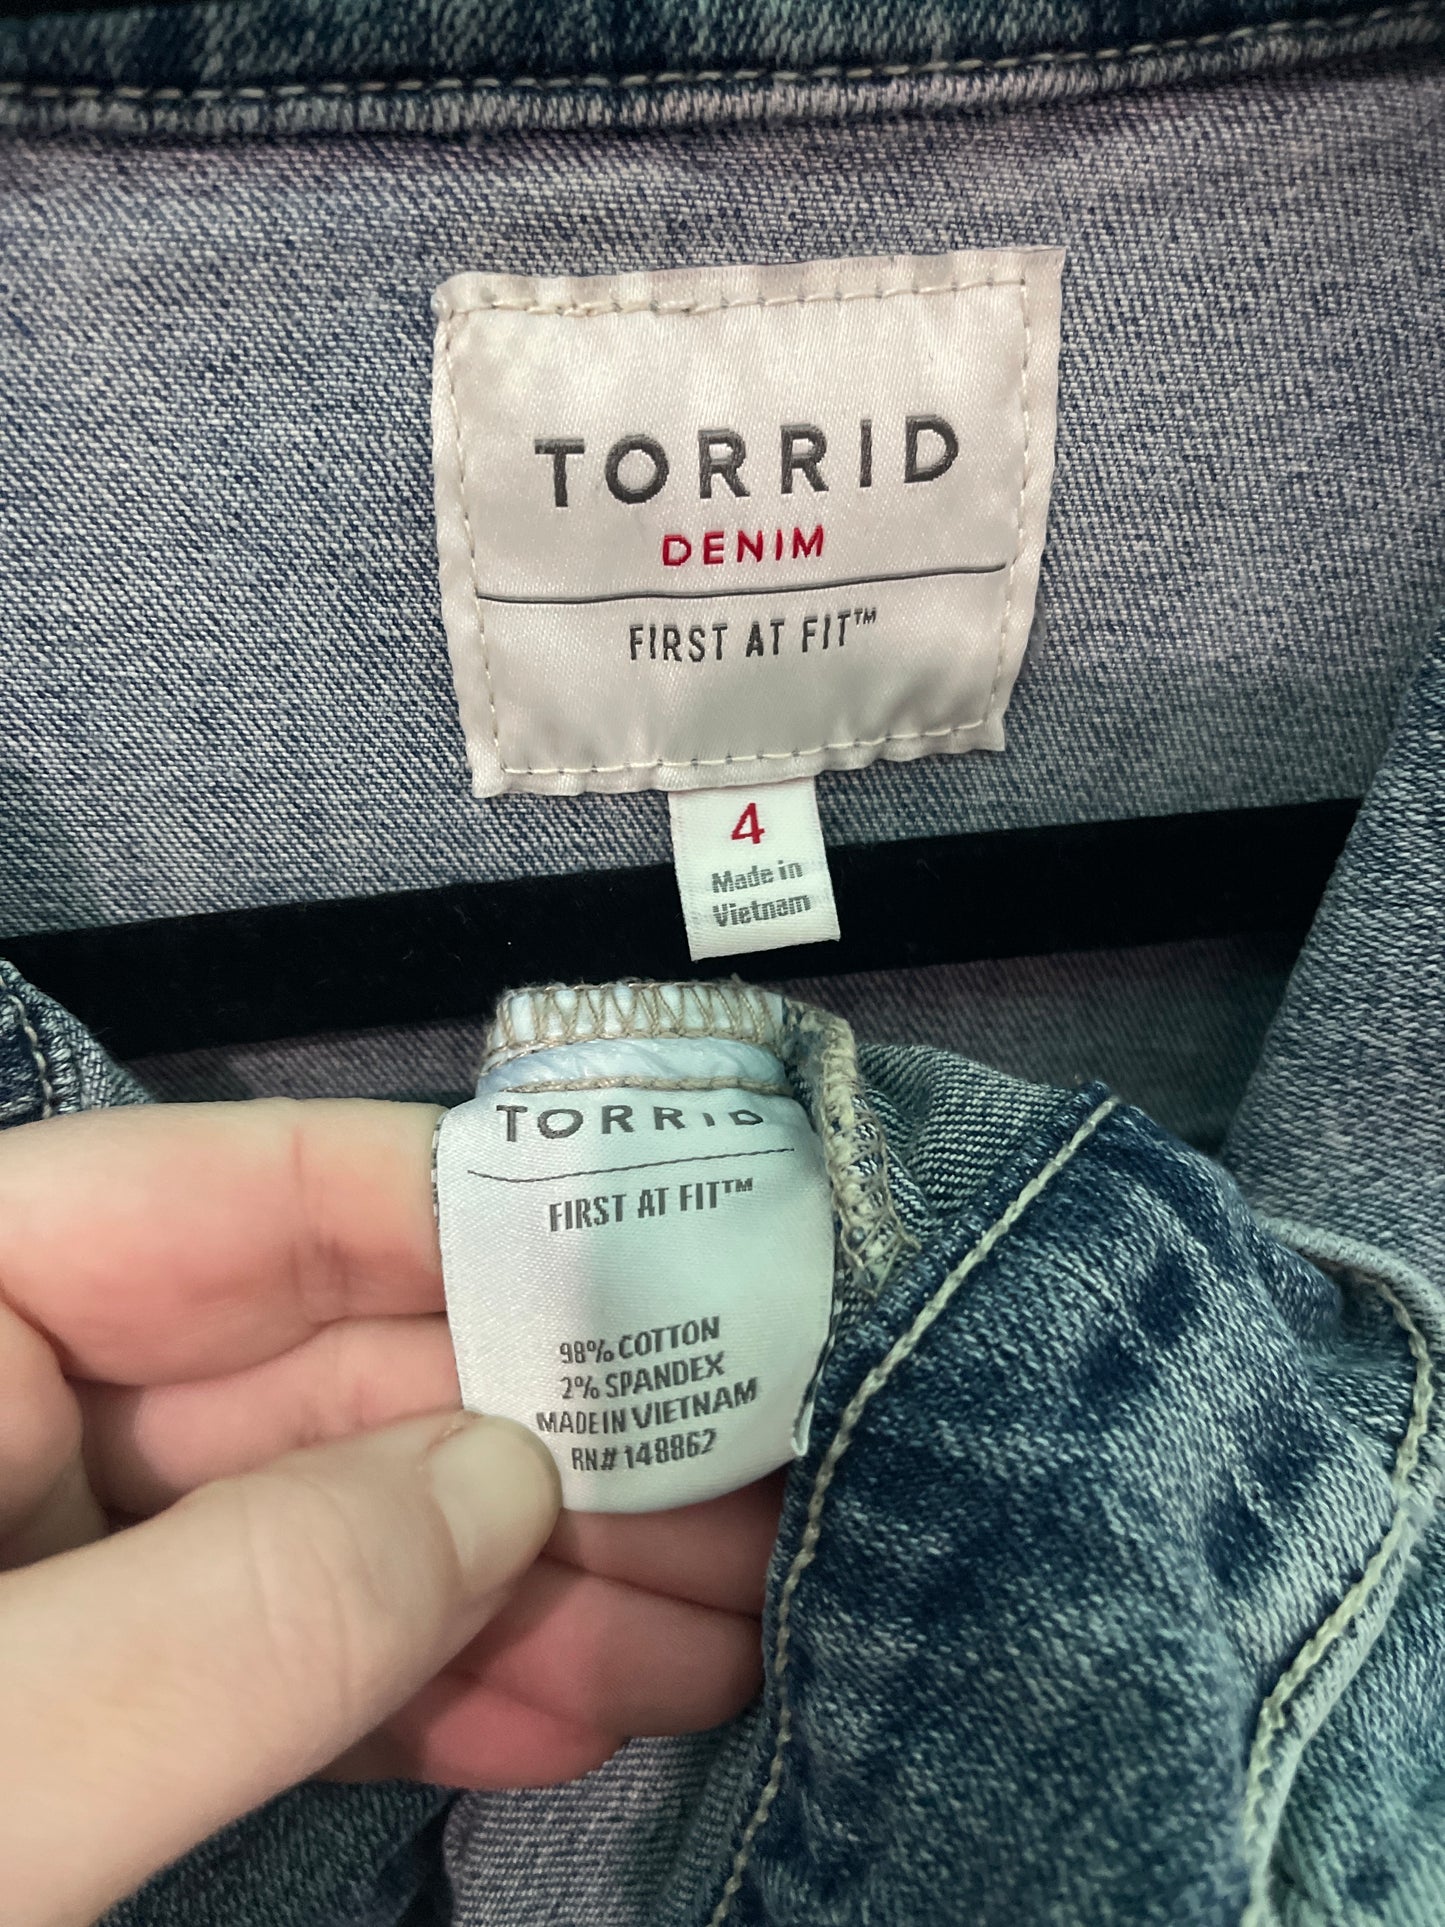 TORRID
DENIM
FIRST AT FIT™
4
Made in
Vietnam
TORRID
FIRST AT FIT™
98% COTTON
2% SPANDEX
MADE IN VIETNAM
RN# 148862